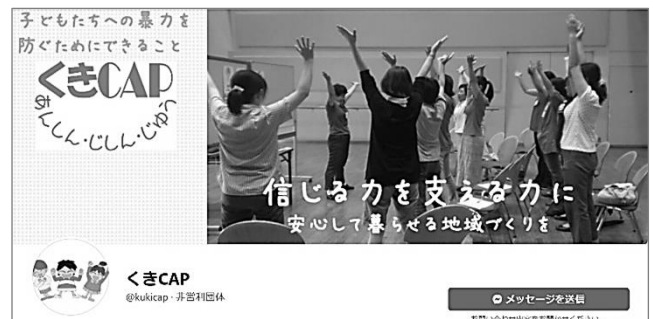 子どもたちへの暴力を
防ぐためにできること
くきCAP
あんしん・じしん・じゆう
信じる力を支える力に
安心して暮らせる地域づくりを
くきCAP
@kukicap · 非営利団体
メッセージを送信